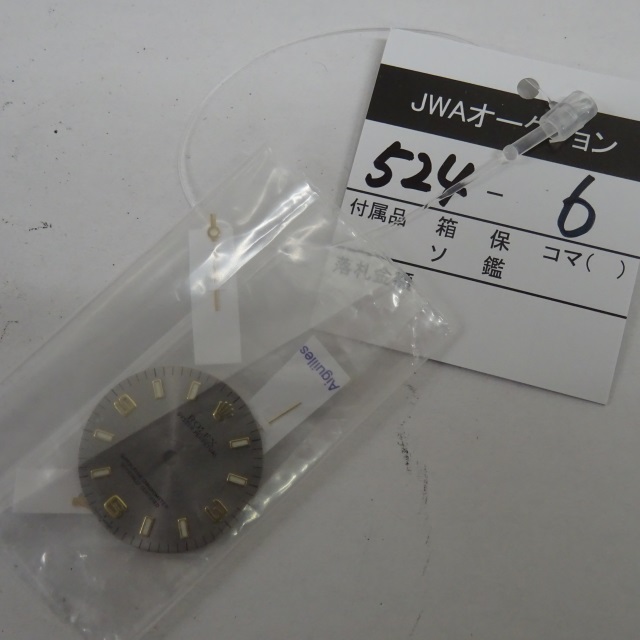 JWAオークション
524 - 6
付属品 箱 保 コマ( )
ソ 鑑
落札金額
Aiguilles